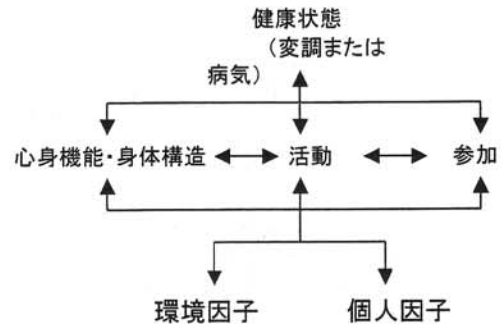 健康状態
（変調または
病気）
心身機能・身体構造
活動
参加
環境因子
個人因子